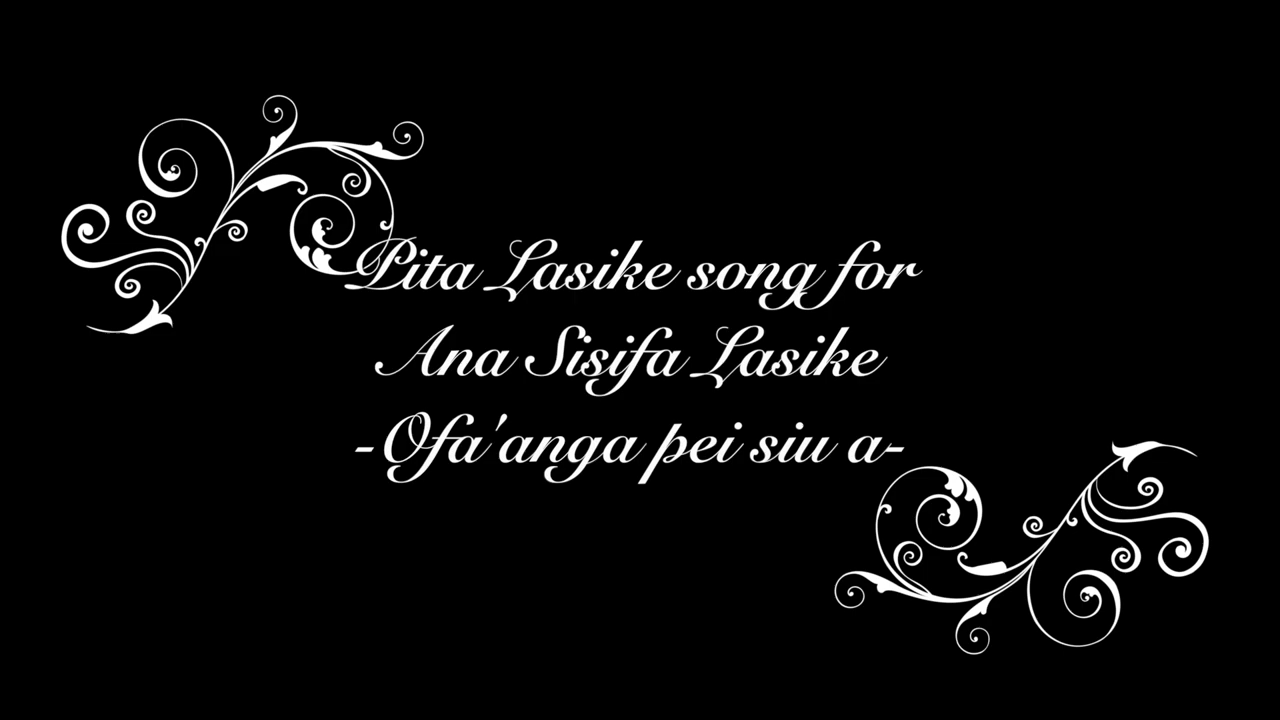 Pita Lasike song for
Ana Sisifa Lasike
-Ofa'anga pei siu a-